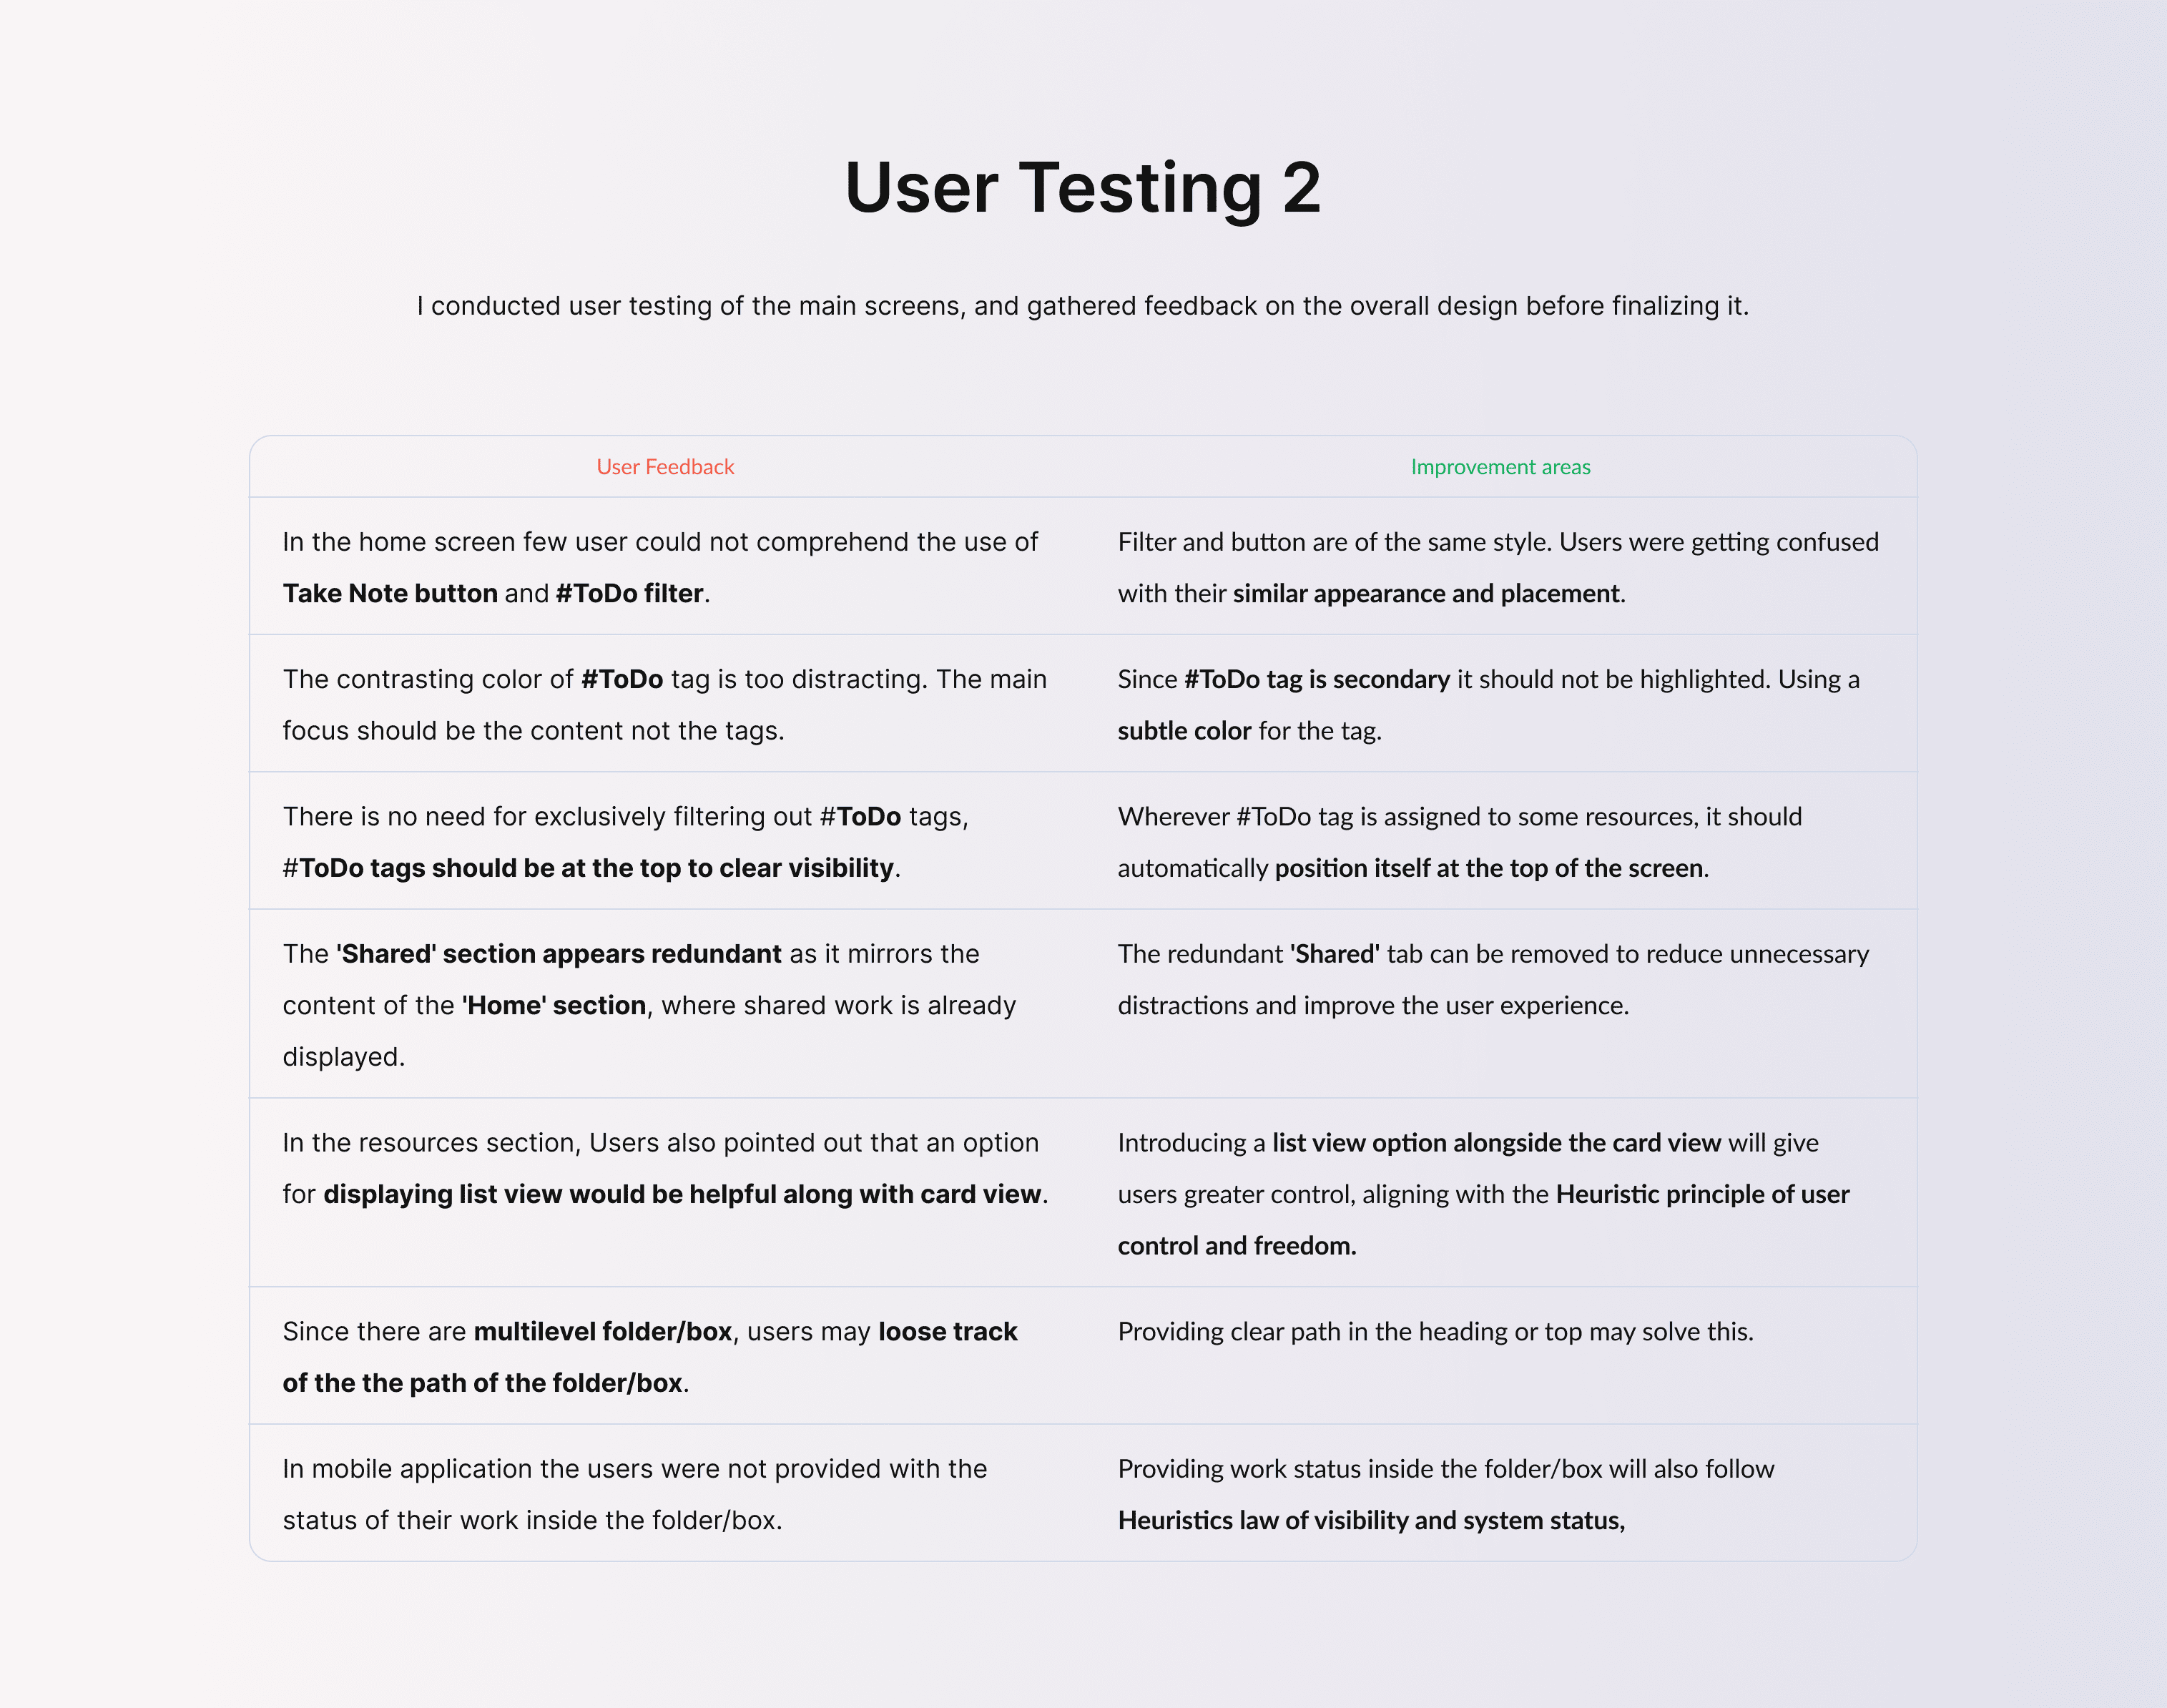 User Testing 2
I conducted user testing of the main screens, and gathered feedback on the overall design before finalizing it.
User Feedback
Improvement areas
In the home screen few user could not comprehend the use of
Take Note button and #ToDo filter.
Filter and button are of the same style. Users were getting confused
with their similar appearance and placement.
The contrasting color of #ToDo tag is too distracting. The main
focus should be the content not the tags.
Since #ToDo tag is secondary it should not be highlighted. Using a
subtle color for the tag.
There is no need for exclusively filtering out #ToDo tags,
#ToDo tags should be at the top to clear visibility.
Wherever #ToDo tag is assigned to some resources, it should
automatically position itself at the top of the screen.
The 'Shared' section appears redundant as it mirrors the
content of the 'Home' section, where shared work is already
displayed.
The redundant 'Shared' tab can be removed to reduce unnecessary
distractions and improve the user experience.
In the resources section, Users also pointed out that an option
for displaying list view would be helpful along with card view.
Introducing a list view option alongside the card view will give
users greater control, aligning with the Heuristic principle of user
control and freedom.
Since there are multilevel folder/box, users may loose track
of the the path of the folder/box.
Providing clear path in the heading or top may solve this.
In mobile application the users were not provided with the
status of their work inside the folder/box.
Providing work status inside the folder/box will also follow
Heuristics law of visibility and system status,